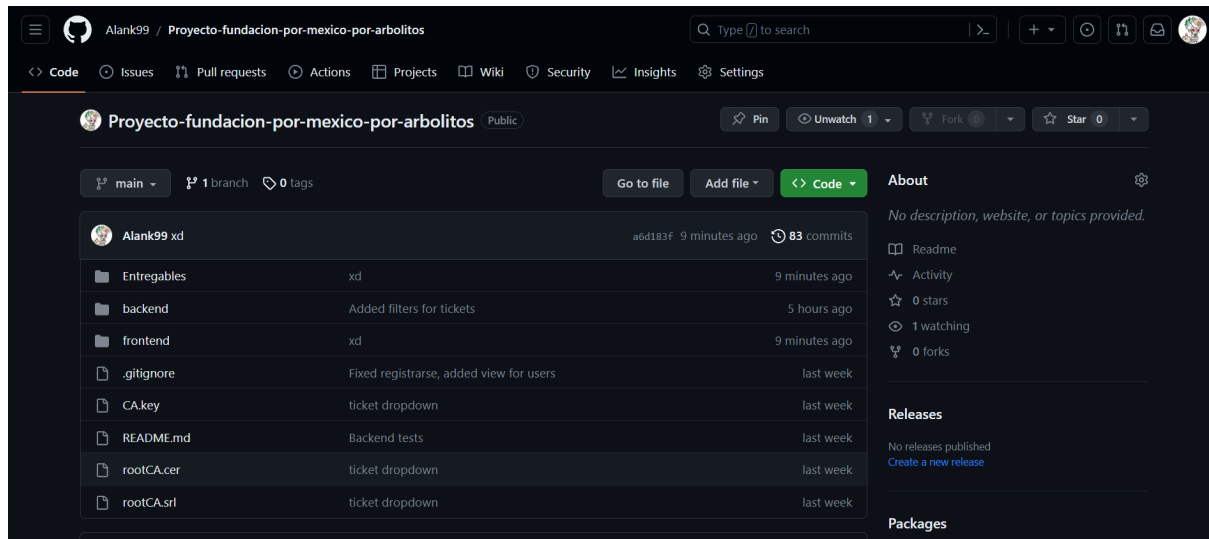 Alank99 / Proyecto-fundacion-por-mexico-por-arbolitos
Type / to search
Code Issues Pull requests Actions Projects Wiki Security Insights Settings
Proyecto-fundacion-por-mexico-por-arbolitos Public
Pin Unwatch 1 Fork 0 Star 0
main 1 branch 0 tags
Go to file Add file Code
Alank99 xd a6d183f 9 minutes ago 83 commits
Entregables xd 9 minutes ago
backend Added filters for tickets 5 hours ago
frontend xd 9 minutes ago
.gitignore Fixed registrarse, added view for users last week
CA.key ticket dropdown last week
README.md Backend tests last week
rootCA.cer ticket dropdown last week
rootCA.srl ticket dropdown last week
About
No description, website, or topics provided.
Readme
Activity
0 stars
1 watching
0 forks
Releases
No releases published
Create a new release
Packages